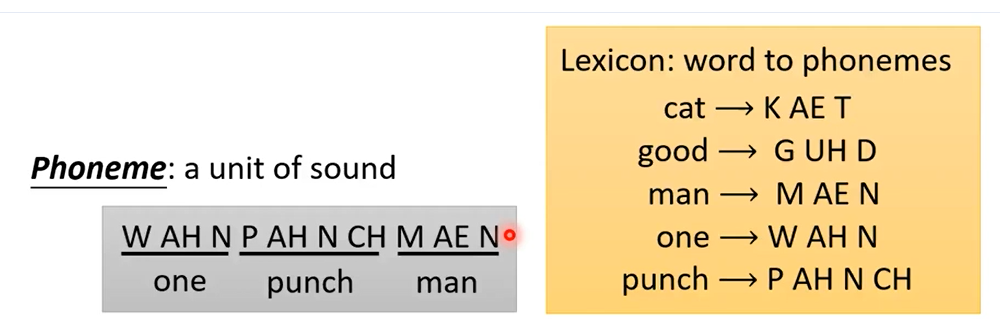 Phoneme: a unit of sound
W AH N P AH N CH M AE N
one punch man
Lexicon: word to phonemes
cat → K AE T
good → G UH D
man → M AE N
one → W AH N
punch → P AH N CH